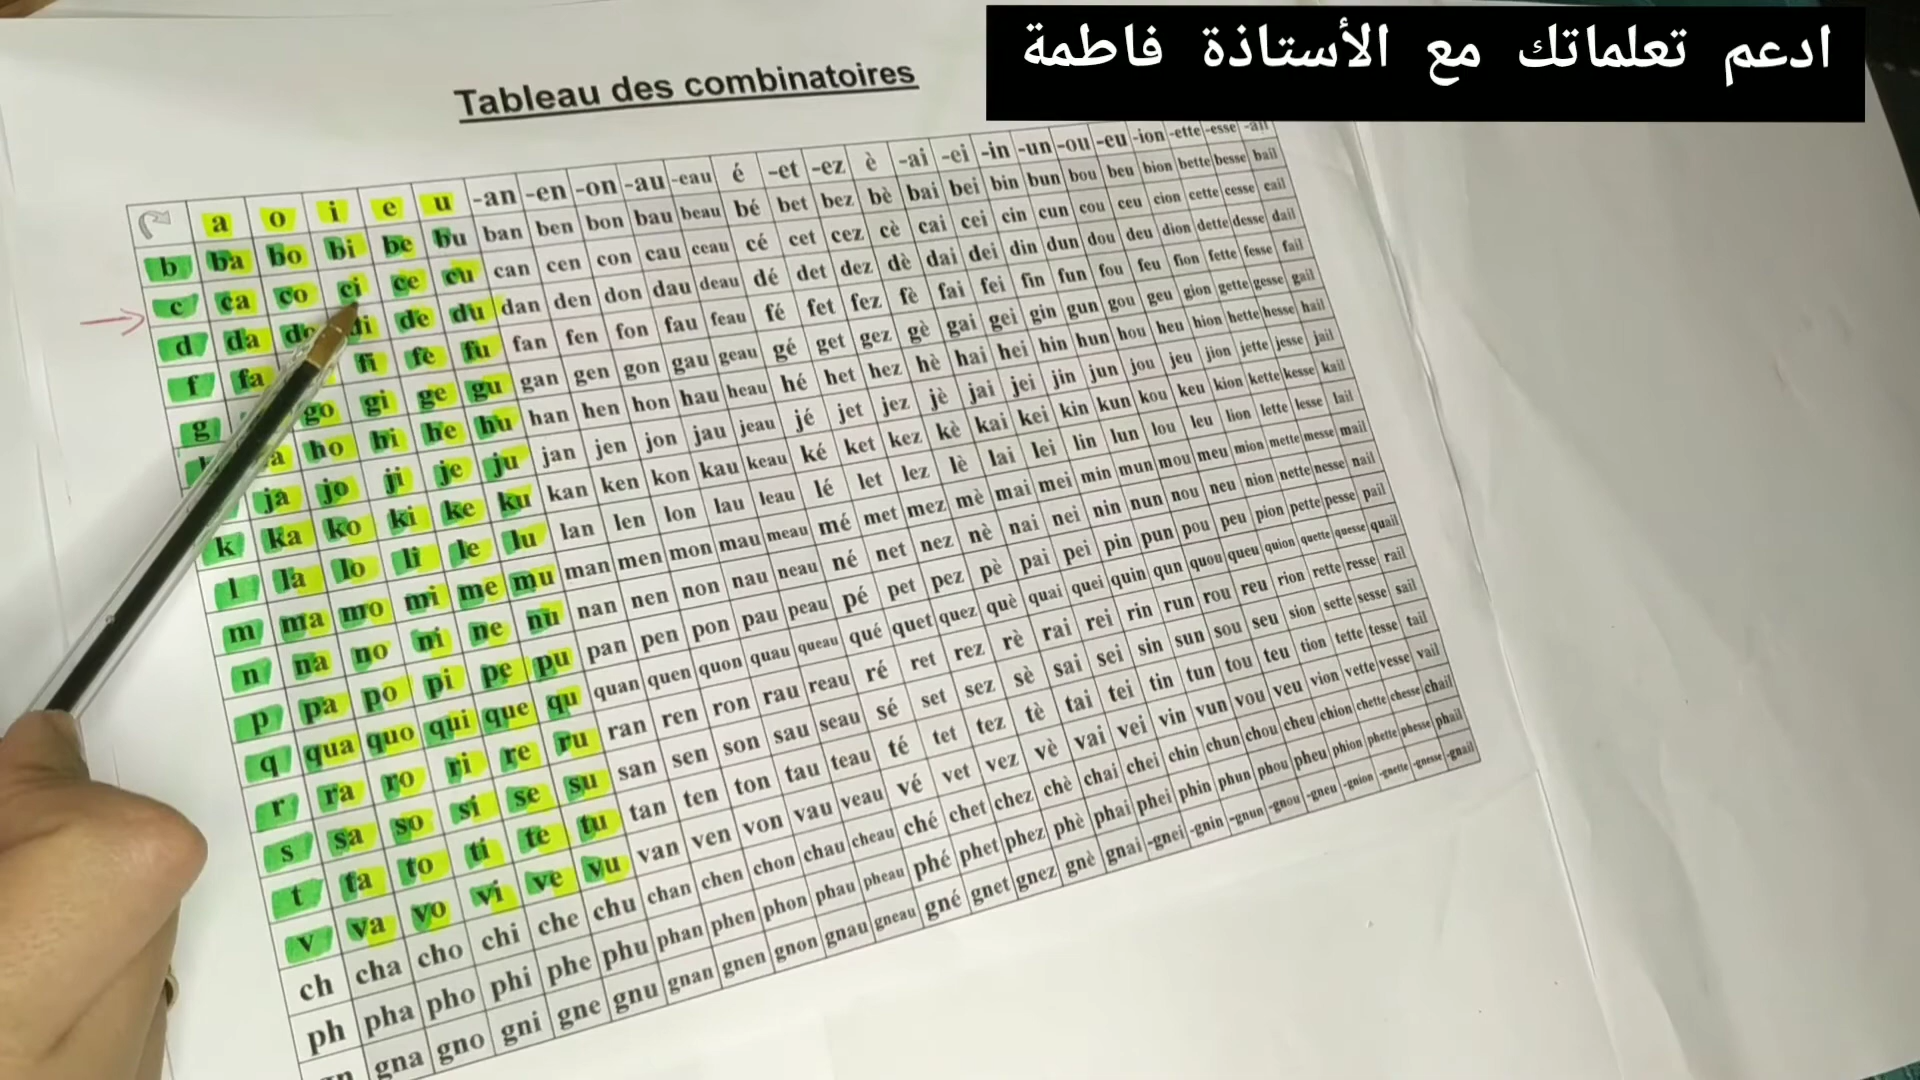 ادعم تعلماتك مع الأستاذة فاطمة
Tableau des combinatoires
a o i e u -an -en -on -au -eau é -et -ez è -ai -ei -in -un -ou -eu -ion -ette -esse -ail
b ba bo bi be bu ban ben bon bau beau bé bet bez bè bai bei bin bun bou beu bion bette besse bail
c ca co ci ce cu can cen con cau ceau cé cet cez cè cai cei cin cun cou ceu cion cette cesse cail
d da di de du dan den don dau deau dé det dez dè dai dei din dun dou deu dion dette desse dail
f fa fi fe fu fan fen fon fau feau fé fet fez fè fai fei fin fun fou feu fion fette fesse fail
g go gi ge gu gan gen gon gau geau gé get gez gè gai gei gin gun gou geu gion gette gesse gail
ho hi he hu han hen hon hau heau hé het hez hè hai hei hin hun hou heu hion hette hesse hail
ja jo ji je ju jan jen jon jau jeau jé jet jez jè jai jei jin jun jou jeu jion jette jesse jail
k ka ko ki ke ku kan ken kon kau keau ké ket kez kè kai kei kin kun kou keu kion kette kesse kail
l la lo li le lu lan len lon lau leau lé let lez lè lai lei lin lun lou leu lion lette lesse lail
m ma mo mi me mu man men mon mau meau mé met mez mè mai mei min mun mou meu mion mette messe mail
n na no ni ne nu nan nen non nau neau né net nez nè nai nei nin nun nou neu nion nette nesse nail
p pa po pi pe pu pan pen pon pau peau pé pet pez pè pai pei pin pun pou peu pion pette pesse pail
q qua quo qui que qu quan quen quon quau queau qué quet quez què quai quei quin qun quou queu quion quette quesse quail
r ra ro ri re ru ran ren ron rau reau ré ret rez rè rai rei rin run rou reu rion rette resse rail
s sa so si se su san sen son sau seau sé set sez sè sai sei sin sun sou seu sion sette sesse sail
t ta to ti te tu tan ten ton tau teau té tet tez tè tai tei tin tun tou teu tion tette tesse tail
v va vo vi ve vu van ven von vau veau vé vet vez vè vai vei vin vun vou veu vion vette vesse vail
ch cha cho chi che chu chan chen chon chau cheau ché chet chez chè chai chei chin chun chou cheu chion chette chesse chail
ph pha pho phi phe phu phan phen phon phau pheau phé phet phez phè phai phei phin phun phou pheu phion phette phesse phail
gna gno gni gne gnu gnan gnen gnon gnau gneau gné gnet gnez gnè gnai -gnei -gnin -gnun -gnou -gneu -gnion -gnette -gnesse -gnail